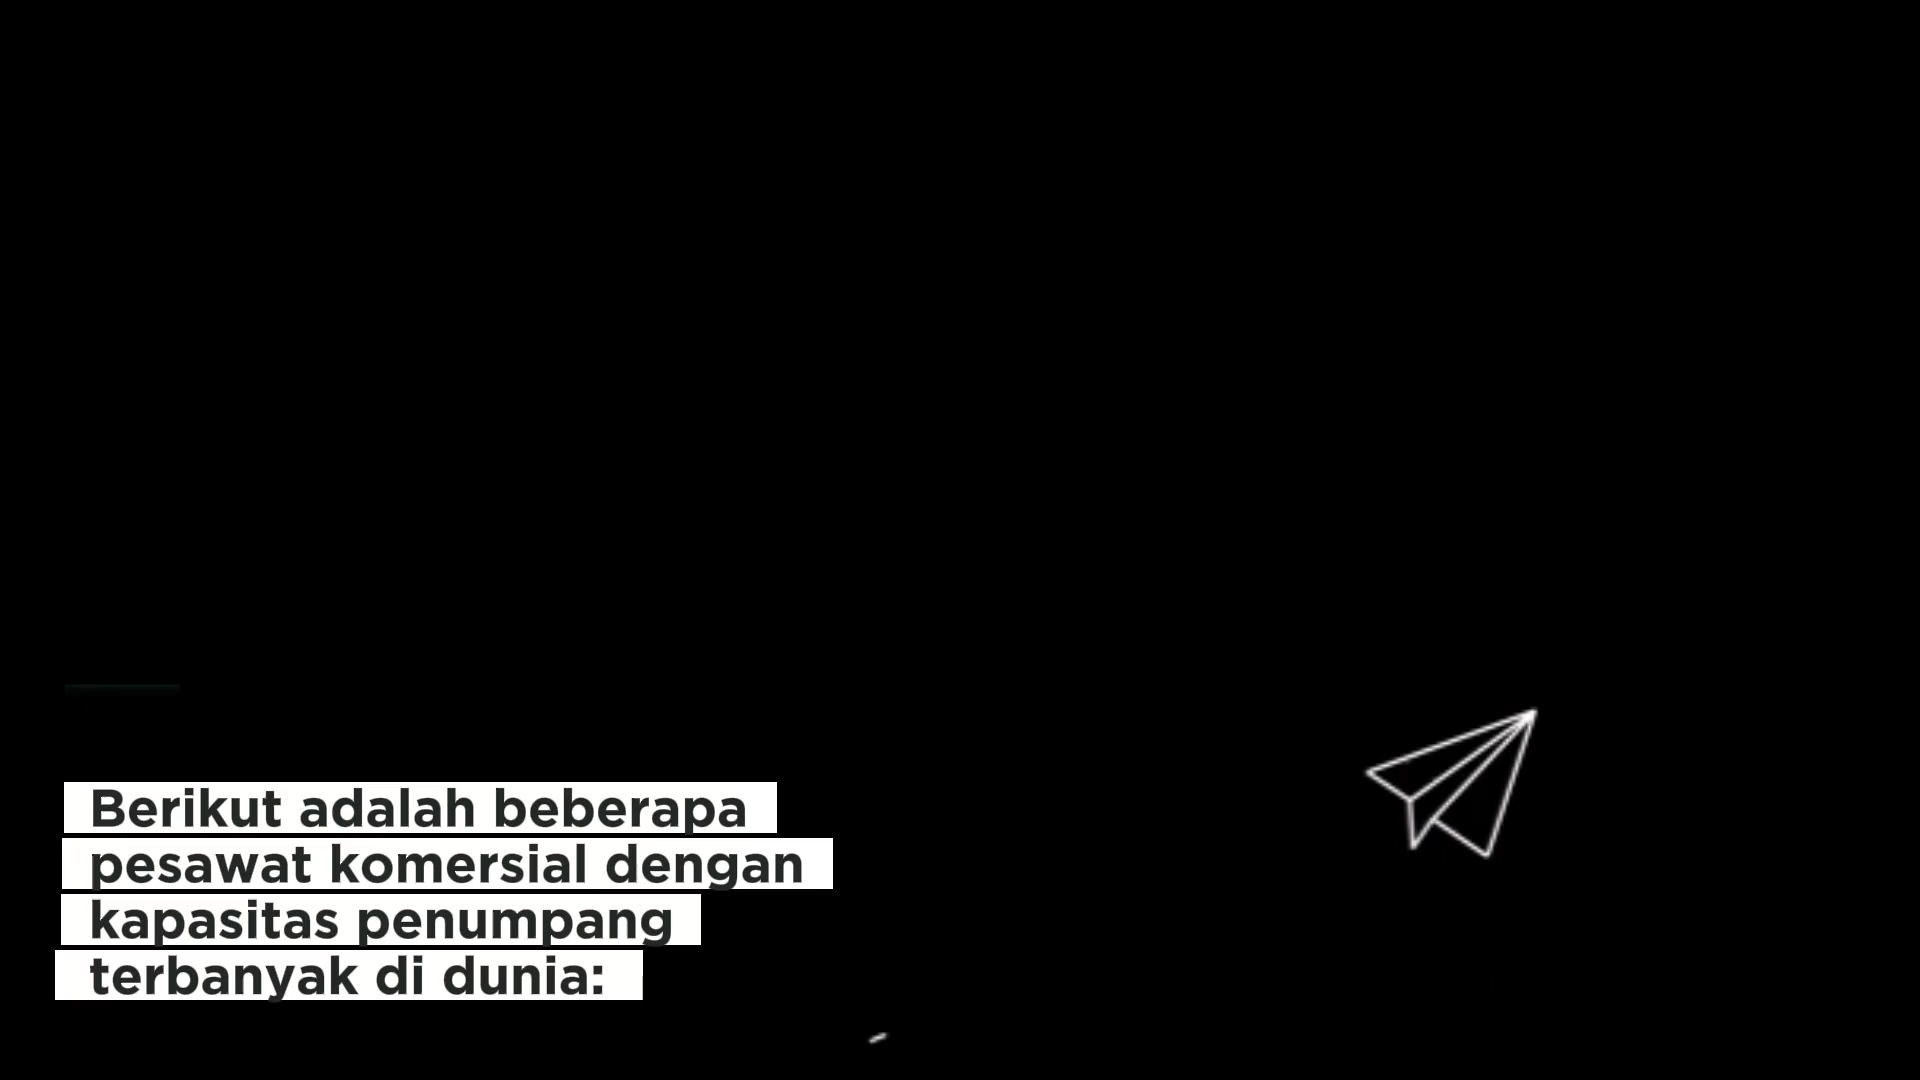 Berikut adalah beberapa
pesawat komersial dengan
kapasitas penumpang
terbanyak di dunia: